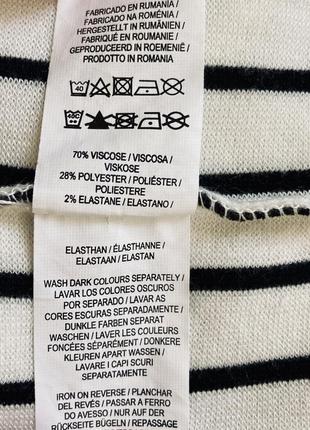 FABRICADO EN RUMANÍA /
FABRICADO NA ROMÉNIA /
HERGESTELLT IN RUMÄNIEN /
FABRIQUÉ EN ROUMANIE /
GEPRODUCEERD IN ROEMENIË /
PRODOTTO IN ROMANIA
40
40C
70% VISCOSE / VISCOSA /
VISKOSE
28% POLYESTER / POLIÉSTER /
POLIESTERE
2% ELASTANE / ELASTANO /
ELASTHAN / ÉLASTHANNE /
ELASTAAN / ELASTAN
WASH DARK COLOURS SEPARATELY /
LAVAR LOS COLORES OSCUROS
POR SEPARADO / LAVAR AS
CORES ESCURAS SEPARADAMENTE /
DUNKLE FARBEN SEPARAT
WASCHEN / LAVER LES COULEURS
FONCÉES SÉPARÉMENT / DONKERE
KLEUREN APART WASSEN /
LAVARE I CAPI SCURI
SEPARATAMENTE
IRON ON REVERSE / PLANCHAR
DEL REVÉS / PASSAR A FERRO
DO AVESSO / NUR AUF DER
RÜCKSEITE BÜGELN / REPASSAGE